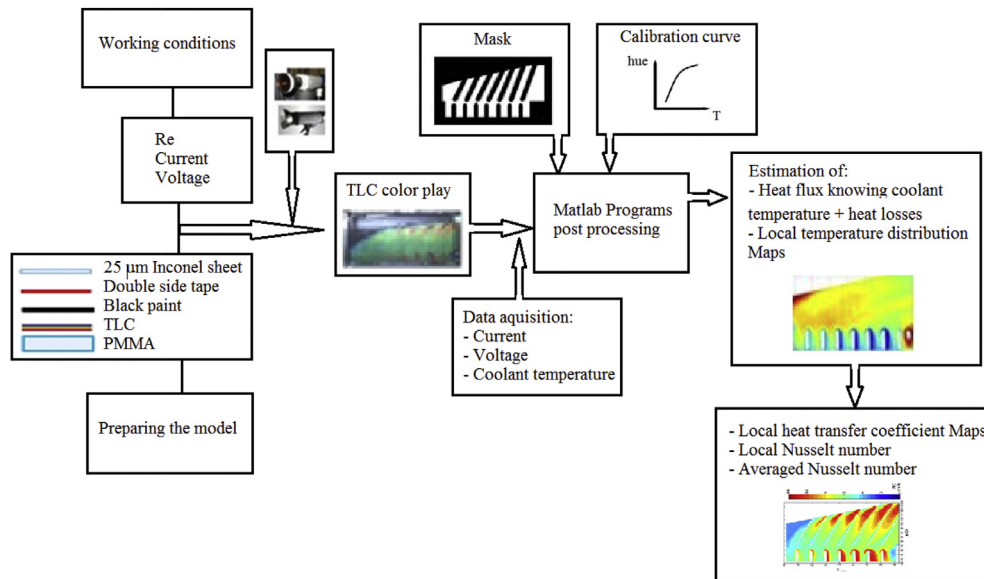 Working conditions
Re
Current
Voltage
25 μm Inconel sheet
Double side tape
Black paint
TLC
PMMA
Preparing the model
TLC color play
Mask
Calibration curve
hue
T
Data aquisition:
- Current
- Voltage
- Coolant temperature
Matlab Programs
post processing
Estimation of:
- Heat flux knowing coolant
temperature + heat losses
- Local temperature distribution
Maps
- Local heat transfer coefficient Maps
- Local Nusselt number
- Averaged Nusselt number